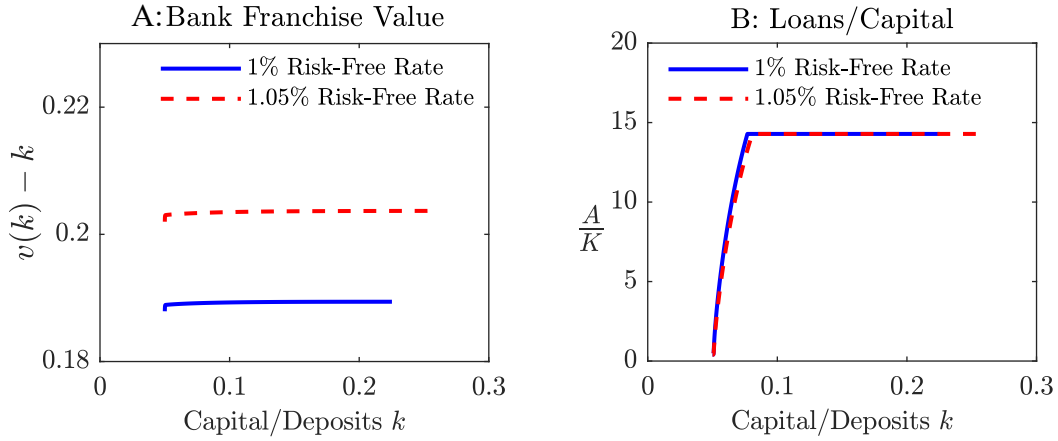 A:Bank Franchise Value
1% Risk-Free Rate
1.05% Risk-Free Rate
0.22
0.2
0.18
v(k) − k
0
0.1
0.2
0.3
Capital/Deposits k
B: Loans/Capital
1% Risk-Free Rate
1.05% Risk-Free Rate
20
15
10
5
0
A
K
0
0.1
0.2
0.3
Capital/Deposits k